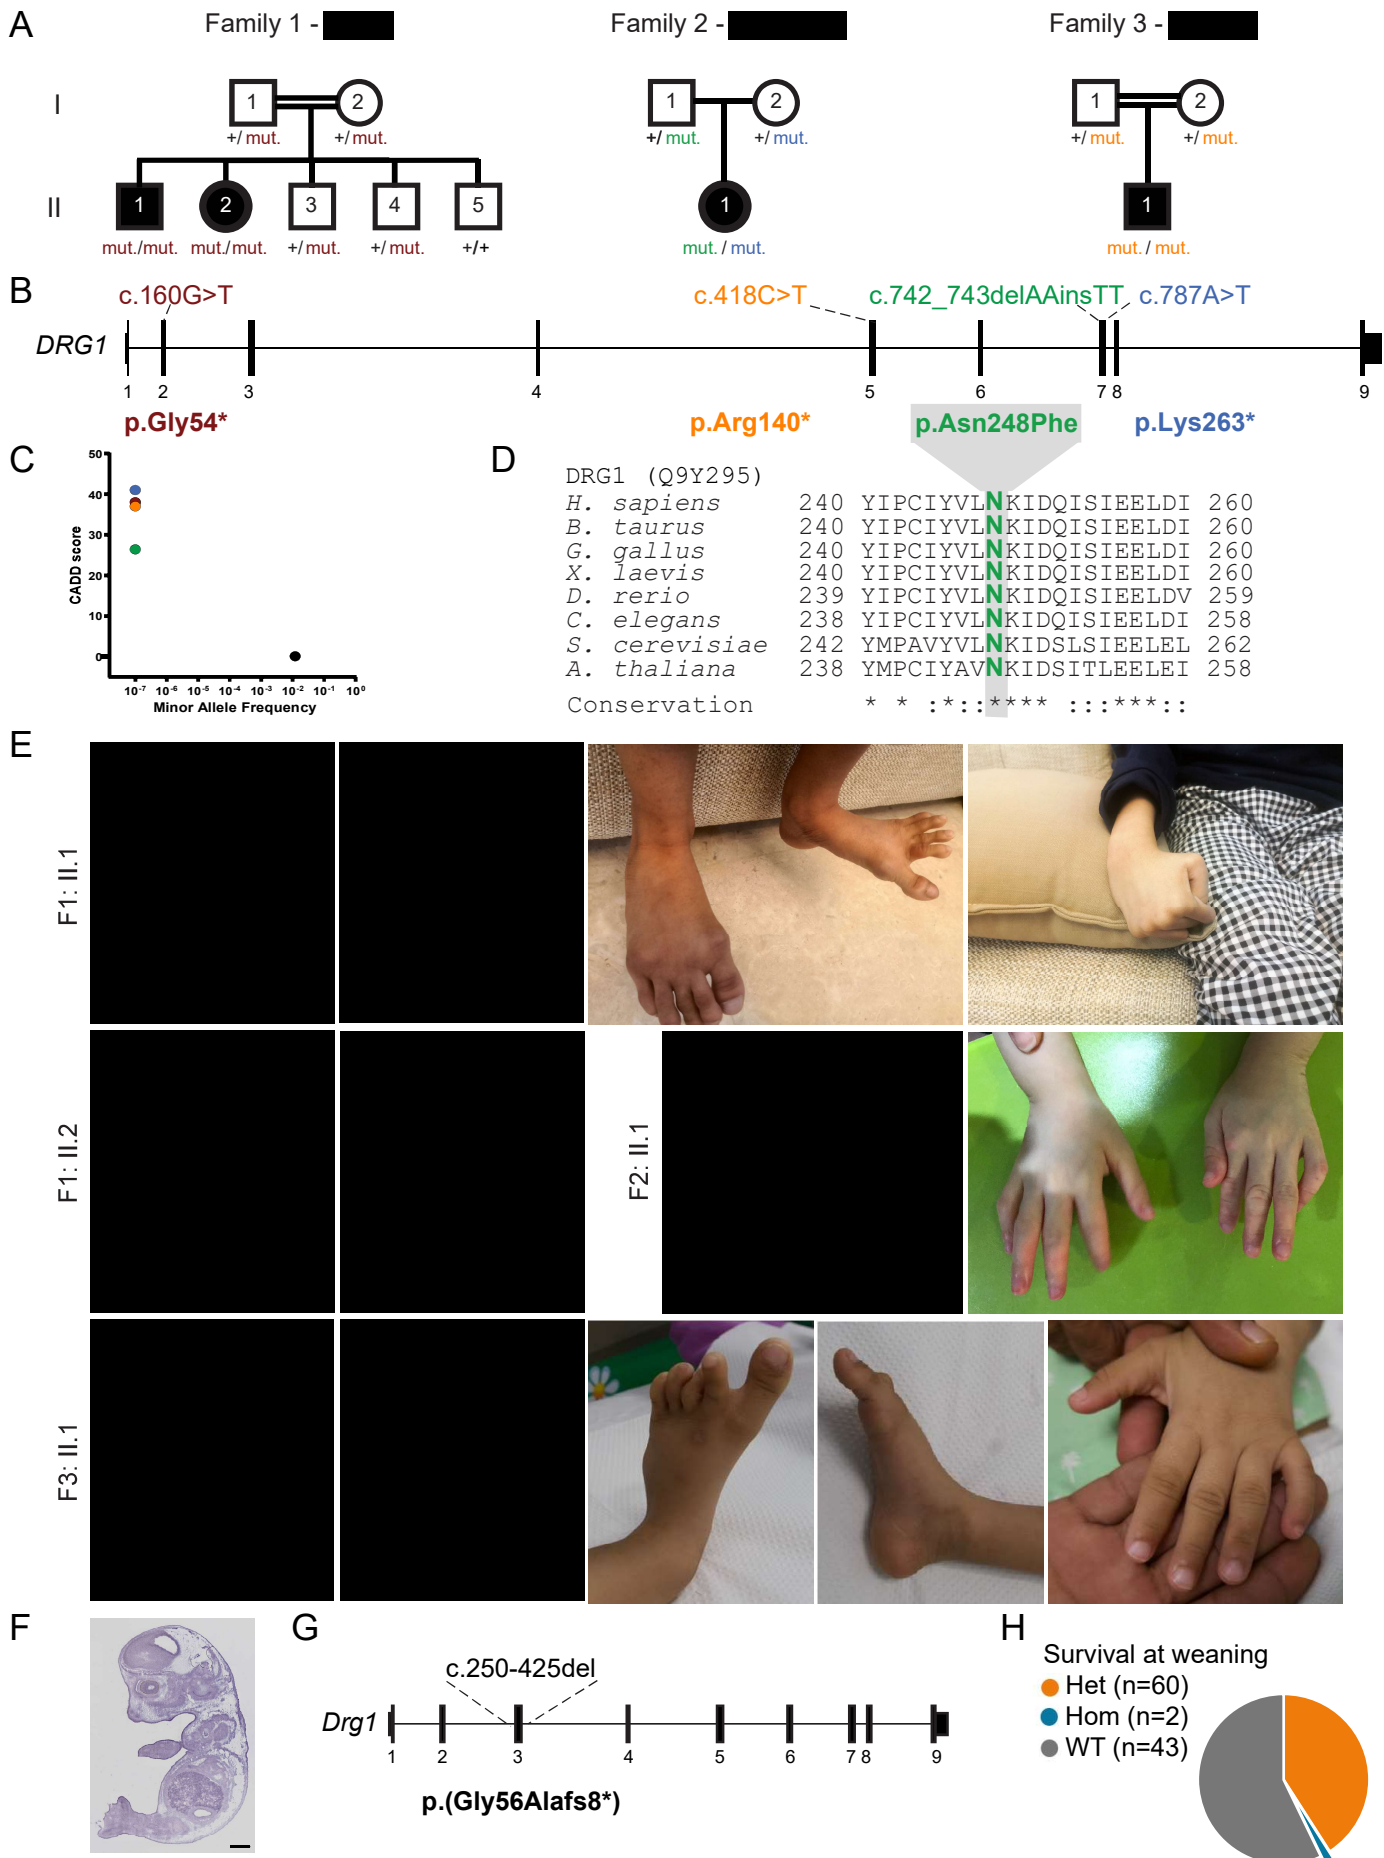 A
Family 1 -
Family 2 -
Family 3 -
I
1
2
1
2
1
2
+/ mut.
+/ mut.
+/ mut.
+/ mut.
+/ mut.
+/ mut.
II
1
2
3
4
5
1
1
mut./mut.
mut./mut.
+/ mut.
+/ mut.
+/+
mut. / mut.
mut. / mut.
B
c.160G>T
c.418C>T
c.742_743delAAinsTT
c.787A>T
DRG1
1
2
3
4
5
6
7
8
9
p.Gly54*
p.Arg140*
p.Asn248Phe
p.Lys263*
C
CADD score
50
40
30
20
10
0
10-7
10-6
10-5
10-4
10-3
10-2
10-1
100
Minor Allele Frequency
D
DRG1 (Q9Y295)
H. sapiens 240 YIPCIYVLNKIDQISIEELDI 260
B. taurus 240 YIPCIYVLNKIDQISIEELDI 260
G. gallus 240 YIPCIYVLNKIDQISIEELDI 260
X. laevis 240 YIPCIYVLNKIDQISIEELDI 260
D. rerio 239 YIPCIYVLNKIDQISIEELDV 259
C. elegans 238 YIPCIYVLNKIDQISIEELDI 258
S. cerevisiae 242 YMPAVYVLNKIDSLSIEELEL 262
A. thaliana 238 YMPCIYAVNKIDSITLEELEI 258
Conservation * * :*::**** :::***::
E
F1: II.1
F1: II.2
F2: II.1
F3: II.1
F
G
c.250-425del
Drg1
1
2
3
4
5
6
7
8
9
p.(Gly56Alafs8*)
H
Survival at weaning
Het (n=60)
Hom (n=2)
WT (n=43)